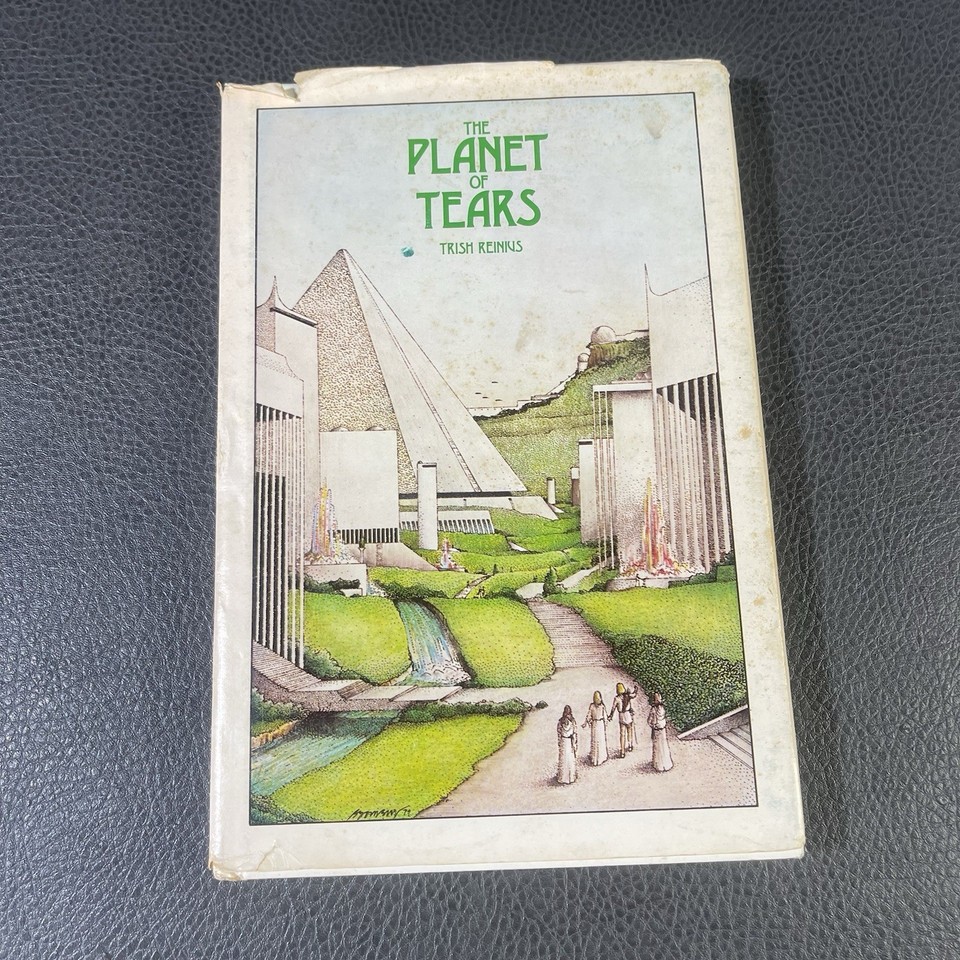 THE
PLANET
OF
TEARS
TRISH REINIUS